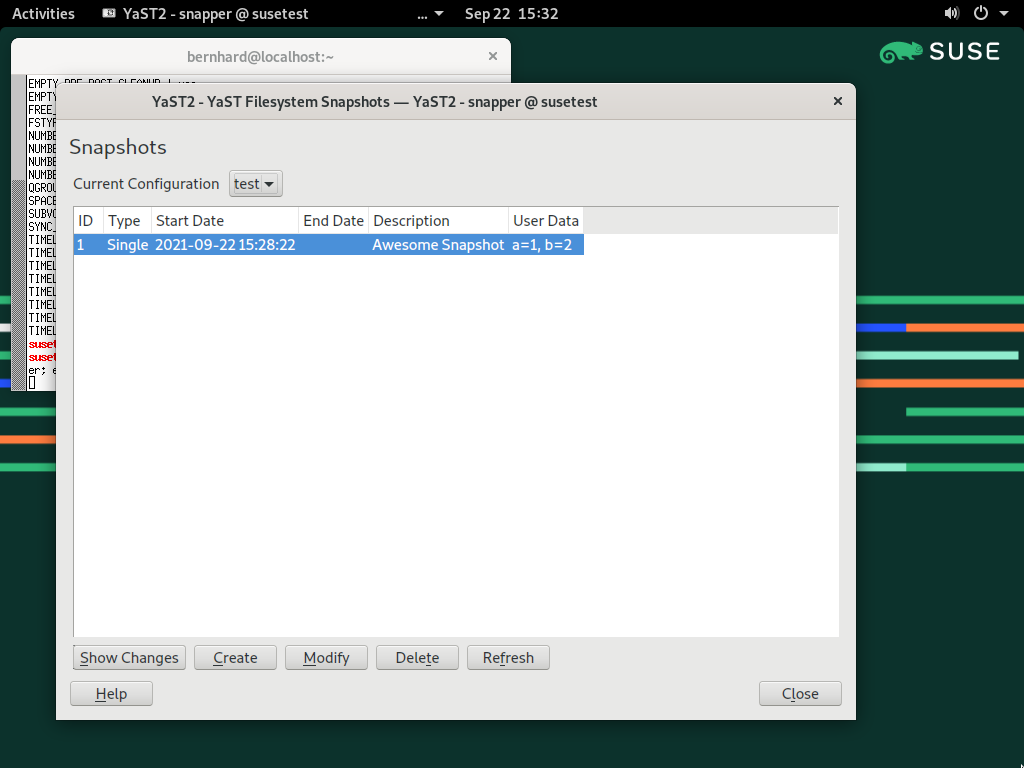 Activities YaST2 - snapper @ susetest ... Sep 22 15:32
SUSE
bernhard@localhost:~
EMPTY_PRE_POST_CLEANUP | yes
EMPTY
FREE_
FSTYP
NUMBE
NUMBE
NUMBE
NUMBE
QGROU
SPACE
SUBVO
SYNC_
TIMEL
TIMEL
TIMEL
TIMEL
TIMEL
TIMEL
TIMEL
TIMEL
suset
suset
er; e
YaST2 - YaST Filesystem Snapshots — YaST2 - snapper @ susetest
Snapshots
Current Configuration test
ID Type Start Date End Date Description User Data
1 Single 2021-09-22 15:28:22 Awesome Snapshot a=1, b=2
Show Changes Create Modify Delete Refresh
Help Close